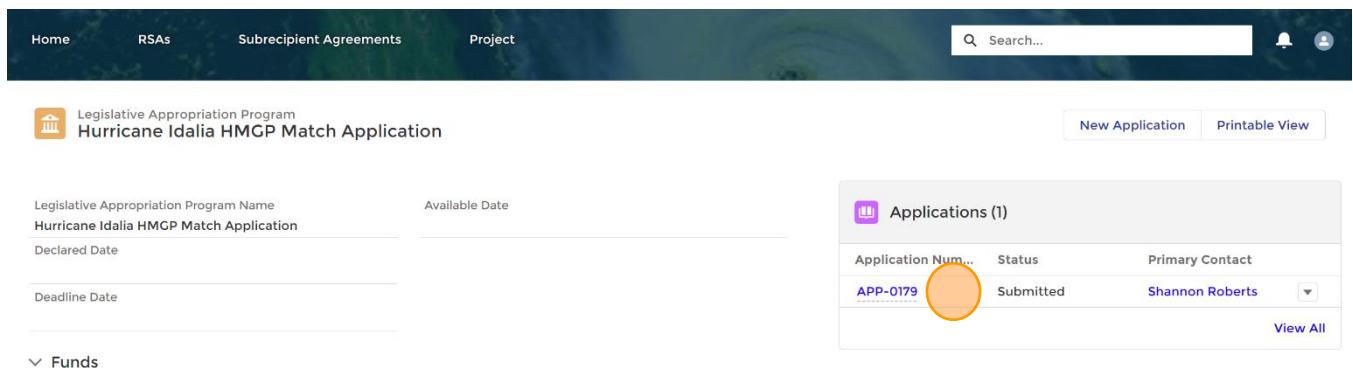 Home RSAs Subrecipient Agreements Project Search...
Legislative Appropriation Program
Hurricane Idalia HMGP Match Application
New Application Printable View
Legislative Appropriation Program Name Available Date
Hurricane Idalia HMGP Match Application
Declared Date
Deadline Date
Applications (1)
Application Num... Status Primary Contact
APP-0179 Submitted Shannon Roberts
View All
Funds